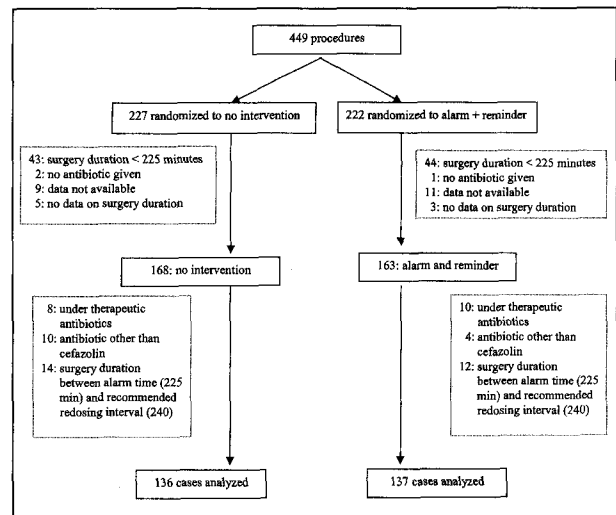 449 procedures
227 randomized to no intervention
222 randomized to alarm + reminder
43: surgery duration < 225 minutes
2: no antibiotic given
9: data not available
5: no data on surgery duration
44: surgery duration < 225 minutes
1: no antibiotic given
11: data not available
3: no data on surgery duration
168: no intervention
163: alarm and reminder
8: under therapeutic
antibiotics
10: antibiotic other than
cefazolin
14: surgery duration
between alarm time (225
min) and recommended
redosing interval (240)
10: under therapeutic
antibiotics
4: antibiotic other than
cefazolin
12: surgery duration
between alarm time (225
min) and recommended
redosing interval (240)
136 cases analyzed
137 cases analyzed